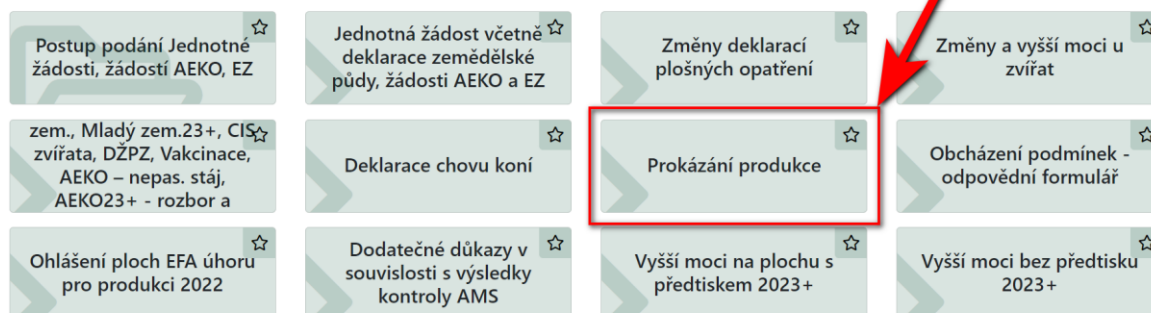 Postup podání Jednotné
žádosti, žádostí AEKO, EZ
Jednotná žádost včetně
deklarace zemědělské
půdy, žádosti AEKO a EZ
Změny deklarací
plošných opatření
Změny a vyšší moci u
zvířat
zem., Mladý zem.23+, CIS
zvířata, DŽPZ, Vakcinace,
AEKO – nepas. stáj,
AEKO23+ - rozbor a
Deklarace chovu koní
Prokázání produkce
Obcházení podmínek -
odpovědní formulář
Ohlášení ploch EFA úhoru
pro produkci 2022
Dodatečné důkazy v
souvislosti s výsledky
kontroly AMS
Vyšší moci na plochu s
předtiskem 2023+
Vyšší moci bez předtisku
2023+